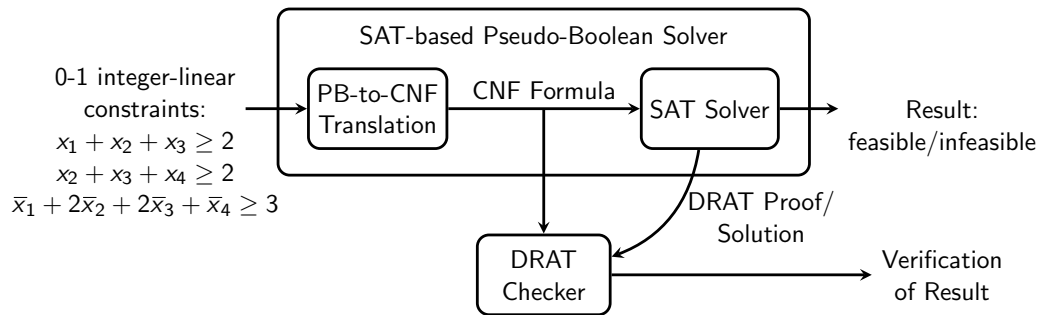 SAT-based Pseudo-Boolean Solver
0-1 integer-linear
constraints:
x₁ + x₂ + x₃ ≥ 2
x₂ + x₃ + x₄ ≥ 2
x̅₁ + 2x̅₂ + 2x̅₃ + x̅₄ ≥ 3
PB-to-CNF
Translation
CNF Formula
SAT Solver
Result:
feasible/infeasible
DRAT Proof/
Solution
DRAT
Checker
Verification
of Result